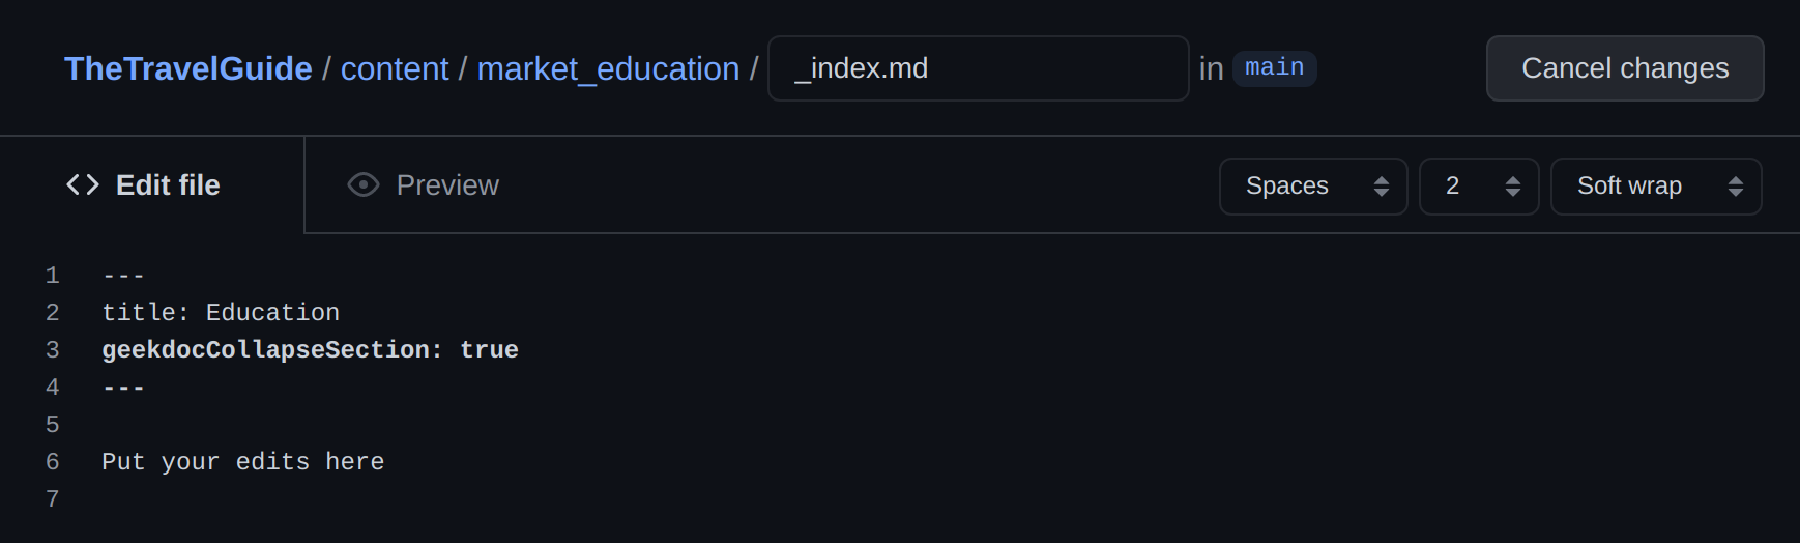 TheTravelGuide / content / market_education / _index.md in main Cancel changes
<> Edit file Preview Spaces 2 Soft wrap
1 ---
2 title: Education
3 geekdocCollapseSection: true
4 ---
5
6 Put your edits here
7